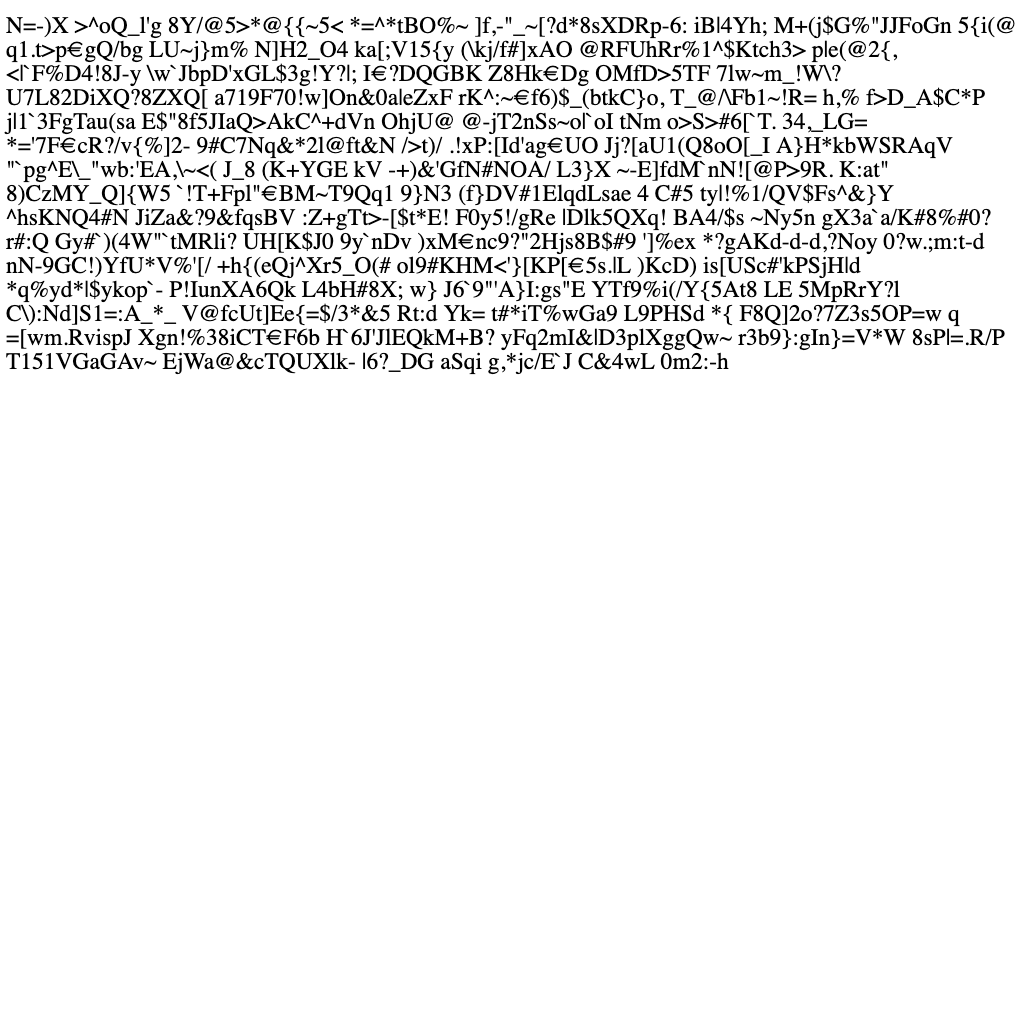 N=-)X >^oQ_l'g 8Y/@5>*@{{~5< *=^*tBO%~ ]f,-"_~[?d*8sXDRp-6: iB|4Yh; M+(j$G%"JJFoGn 5{i(@
q1.t>p€gQ/bg LU~j}m% N]H2_O4 ka[;V15{y (\kj/f#]xAO @RFUhRr%1^$Ktch3> p|e(@2{,
<|`F%D4!8J-y \w`JbpD'xGL$3g!Y?|; I€?DQGBK Z8Hk€Dg OMfD>5TF 7lw~m_!W\?
U7L82DiXQ?8ZXQ[ a719F70!w]On&0a|eZxF rK^:~€f6)$_(btkC}o, T_@/\Fb1~!R= h,% f>D_A$C*P
j|1`3FgTau(sa E$"8f5JIaQ>AkC^+dVn OhjU@ @-jT2nSs~o|`oI tNm o>S>#6[`T. 34,_LG=
*='7F€cR?/v{%]2- 9#C7Nq&*2l@ft&N />t)/ .!xP:[Id'ag€UO Jj?[aU1(Q8oO[_I A}H*kbWSRAqV
"`pg^E\_"wb:'EA,\~<( J_8 (K+YGE kV -+)&'GfN#NOA/ L3}X ~-E]fdM`nN![@P>9R. K:at"
8)CzMY_Q]{W5 `!T+Fpl"€BM~T9Qq1 9}N3 (f}DV#1ElqdLsae 4 C#5 ty|!%1/QV$Fs^&}Y
^hsKNQ4#N JiZa&?9&fqsBV :Z+gTt>-[$t*E! F0y5!/gRe |Dlk5QXq! BA4/$s ~Ny5n gX3a`a/K#8%#0?
r#:Q Gy#`)(4W"`tMRli? UH[K$J0 9y`nDv )xM€nc9?"2Hjs8B$#9 ']%ex *?gAKd-d-d,?Noy 0?w.;m:t-d
nN-9GC!)YfU*V%'[/ +h{(eQj^Xr5_O(# ol9#KHM<'}[KP[€5s.|L )KcD) is[USc#'kPSjH|d
*q%yd*|$ykop`- P!IunXA6Qk L4bH#8X; w} J6`9"'A}I:gs"E YTf9%i(/Y{5At8 LE 5MpRrY?l
C\):Nd]S1=:A_*_ V@fcUt]Ee{=$/3*&5 Rt:d Yk= t#*iT%wGa9 L9PHSd *{ F8Q]2o?7Z3s5OP=w q
=[wm.RvispJ Xgn!%38iCT€F6b H`6J'JlEQkM+B? yFq2mI&|D3plXggQw~ r3b9}:gIn}=V*W 8sP|=.R/P
T151VGaGAv~ EjWa@&cTQUXlk- |6?_DG aSqi g,*jc/E`J C&4wL 0m2:-h